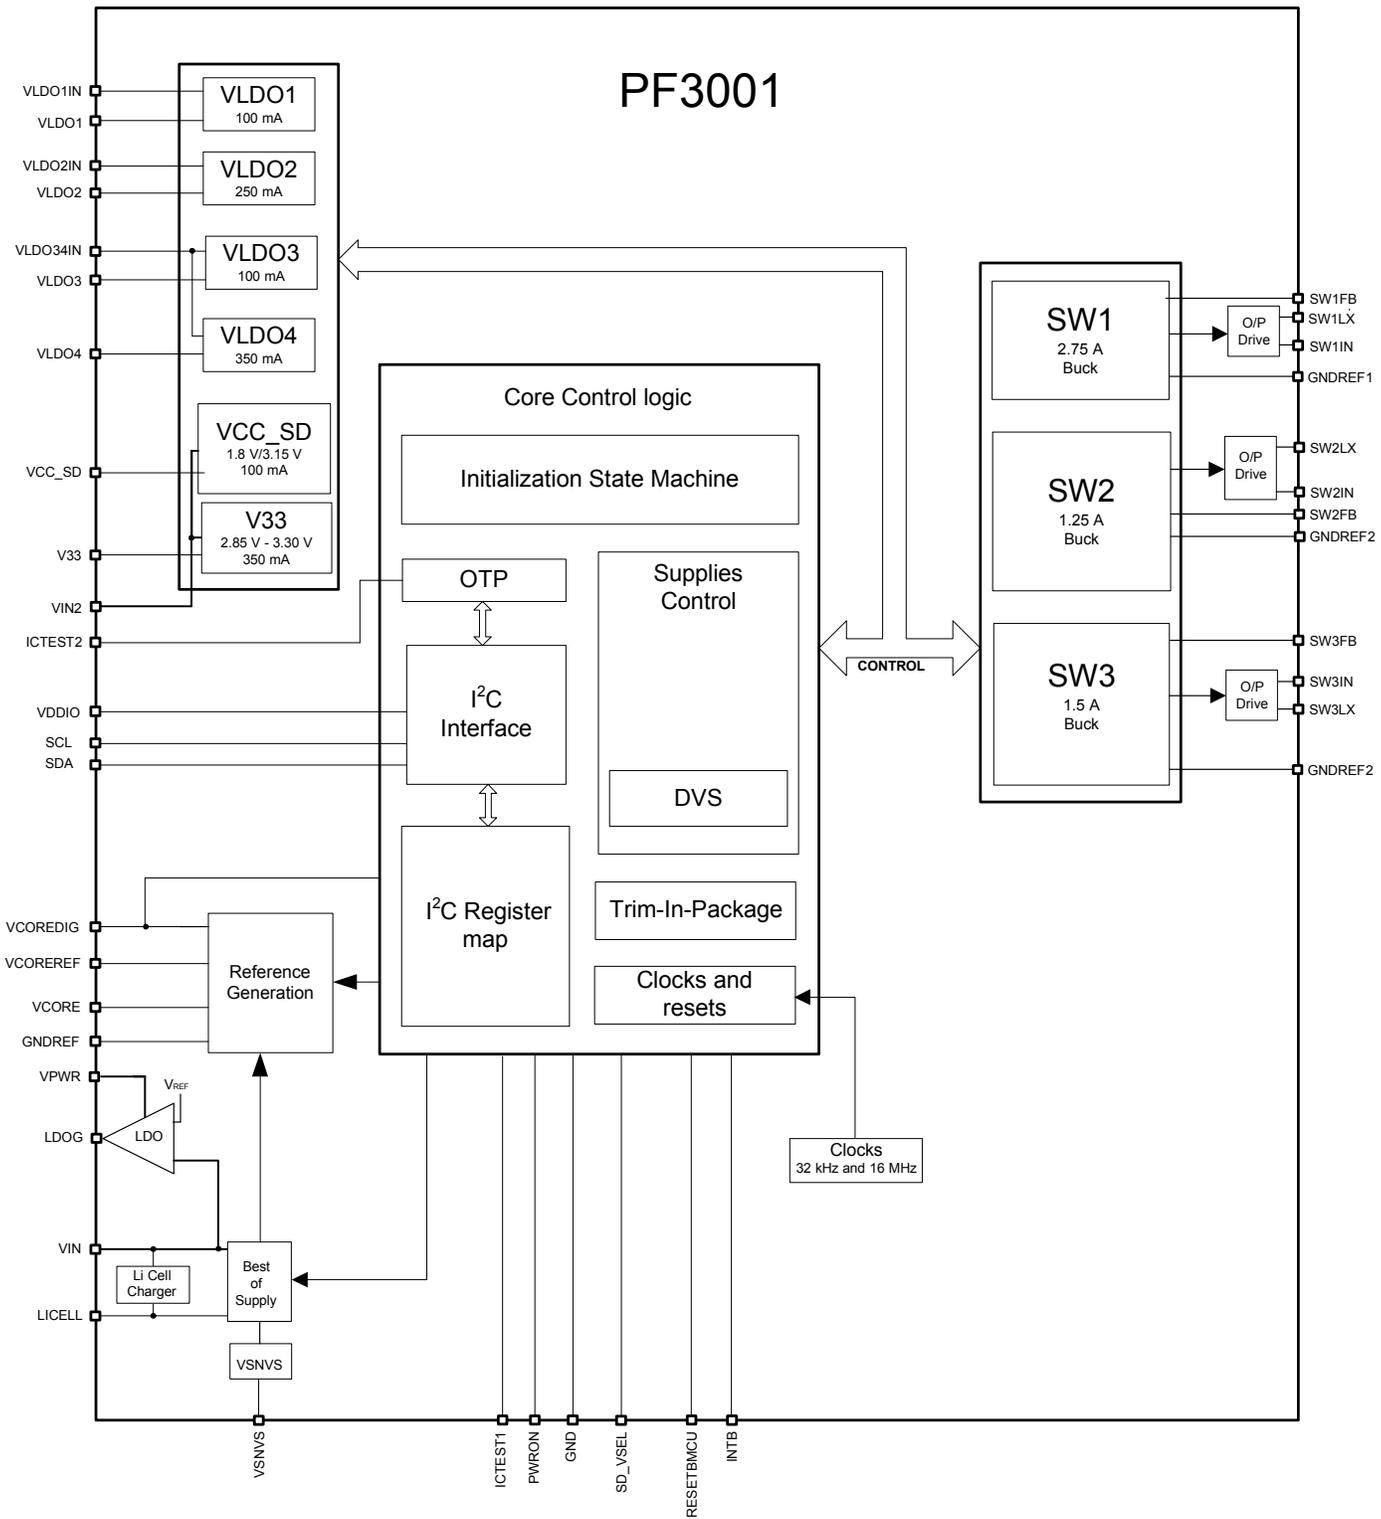 PF3001
VLDO1IN
VLDO1
VLDO2IN
VLDO2
VLDO34IN
VLDO3
VLDO4
VCC_SD
V33
VIN2
ICTEST2
VDDIO
SCL
SDA
VCOREDIG
VCOREREF
VCORE
GNDREF
VPWR
LDOG
VIN
LICELL
VLDO1
100 mA
VLDO2
250 mA
VLDO3
100 mA
VLDO4
350 mA
VCC_SD
1.8 V/3.15 V
100 mA
V33
2.85 V - 3.30 V
350 mA
Core Control logic
Initialization State Machine
OTP
I²C
Interface
I²C Register
map
Supplies
Control
DVS
Trim-In-Package
Clocks and
resets
CONTROL
SW1
2.75 A
Buck
SW2
1.25 A
Buck
SW3
1.5 A
Buck
O/P
Drive
O/P
Drive
O/P
Drive
SW1FB
SW1LX
SW1IN
GNDREF1
SW2LX
SW2IN
SW2FB
GNDREF2
SW3FB
SW3IN
SW3LX
GNDREF2
Reference
Generation
VREF
LDO
Li Cell
Charger
Best
of
Supply
VSNVS
Clocks
32 kHz and 16 MHz
VSNVS
ICTEST1
PWRON
GND
SD_VSEL
RESETBMCU
INTB